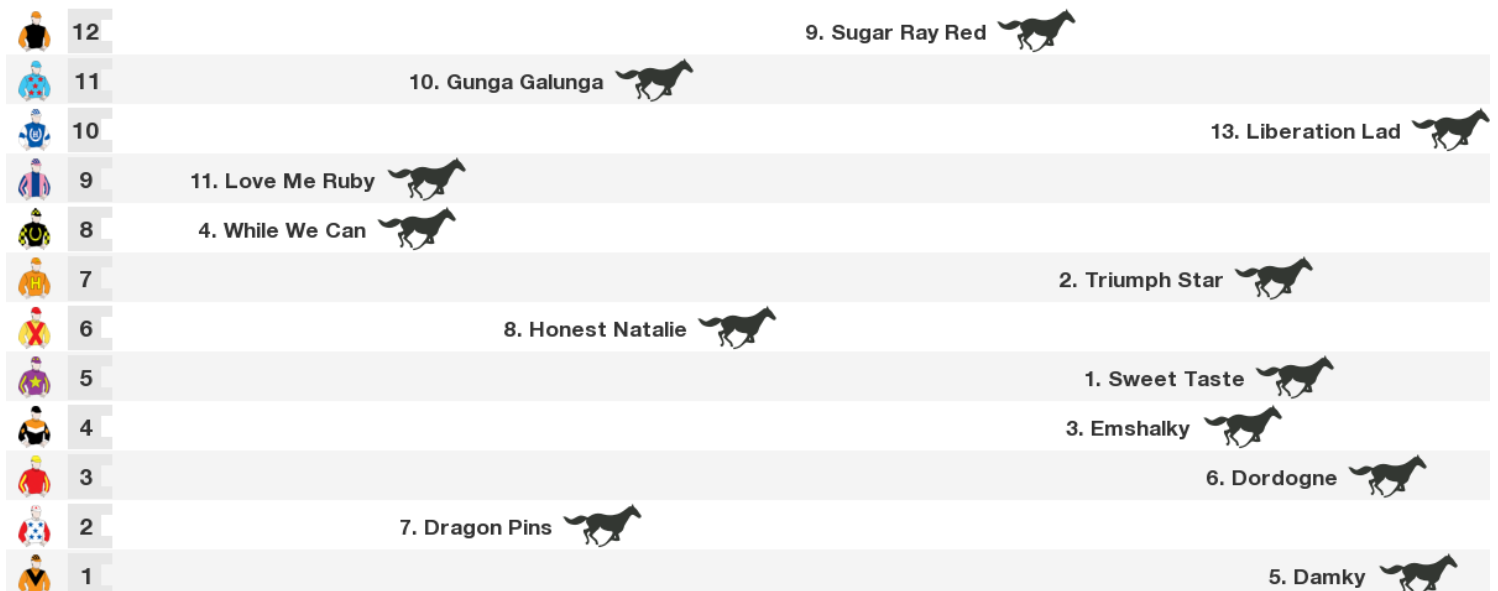 12 9. Sugar Ray Red
11 10. Gunga Galunga
10 13. Liberation Lad
9 11. Love Me Ruby
8 4. While We Can
7 2. Triumph Star
H
6 8. Honest Natalie
5 1. Sweet Taste
4 3. Emshalky
3 6. Dordogne
2 7. Dragon Pins
1 5. Damky